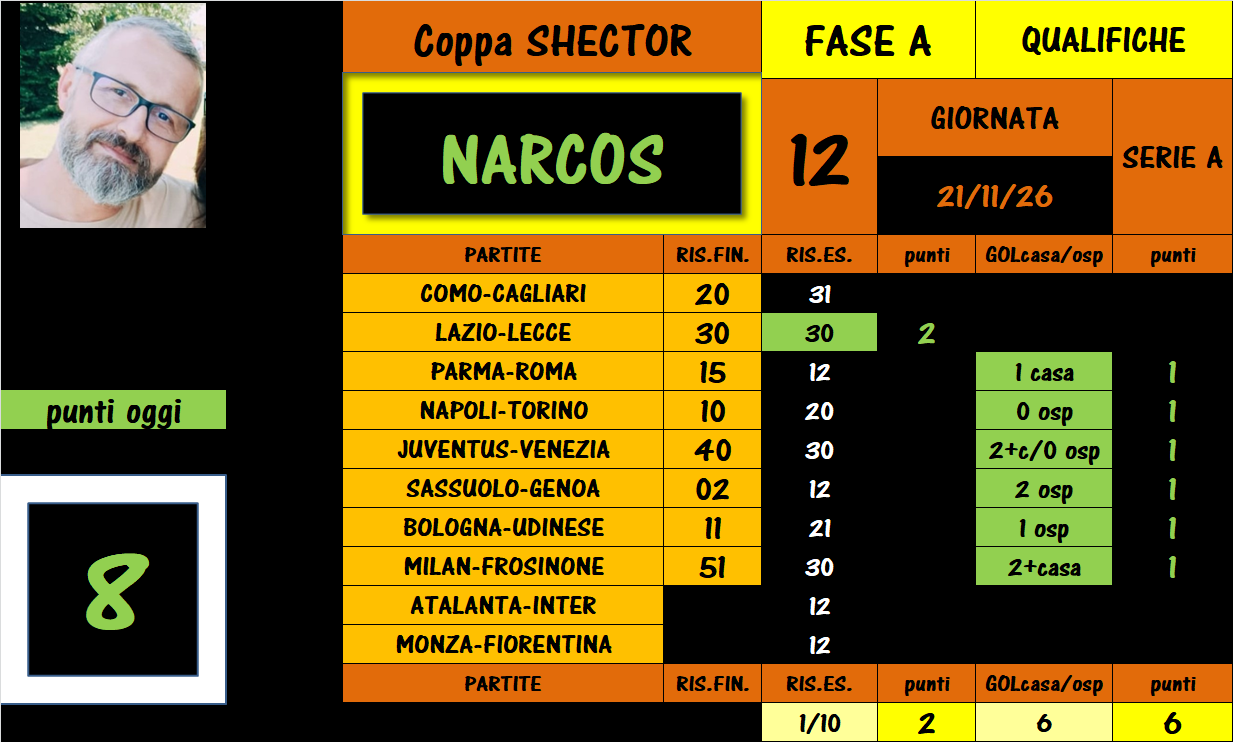 Coppa SHECTOR FASE A QUALIFICHE
NARCOS 12 GIORNATA SERIE A
21/11/26
PARTITE RIS.FIN. RIS.ES. punti GOLcasa/osp punti
COMO-CAGLIARI 20 31
LAZIO-LECCE 30 30 2
PARMA-ROMA 15 12 1 casa 1
punti oggi
NAPOLI-TORINO 10 20 0 osp 1
JUVENTUS-VENEZIA 40 30 2+c/0 osp 1
SASSUOLO-GENOA 02 12 2 osp 1
BOLOGNA-UDINESE 11 21 1 osp 1
MILAN-FROSINONE 51 30 2+casa 1
8
ATALANTA-INTER 12
MONZA-FIORENTINA 12
PARTITE RIS.FIN. RIS.ES. punti GOLcasa/osp punti
1/10 2 6 6